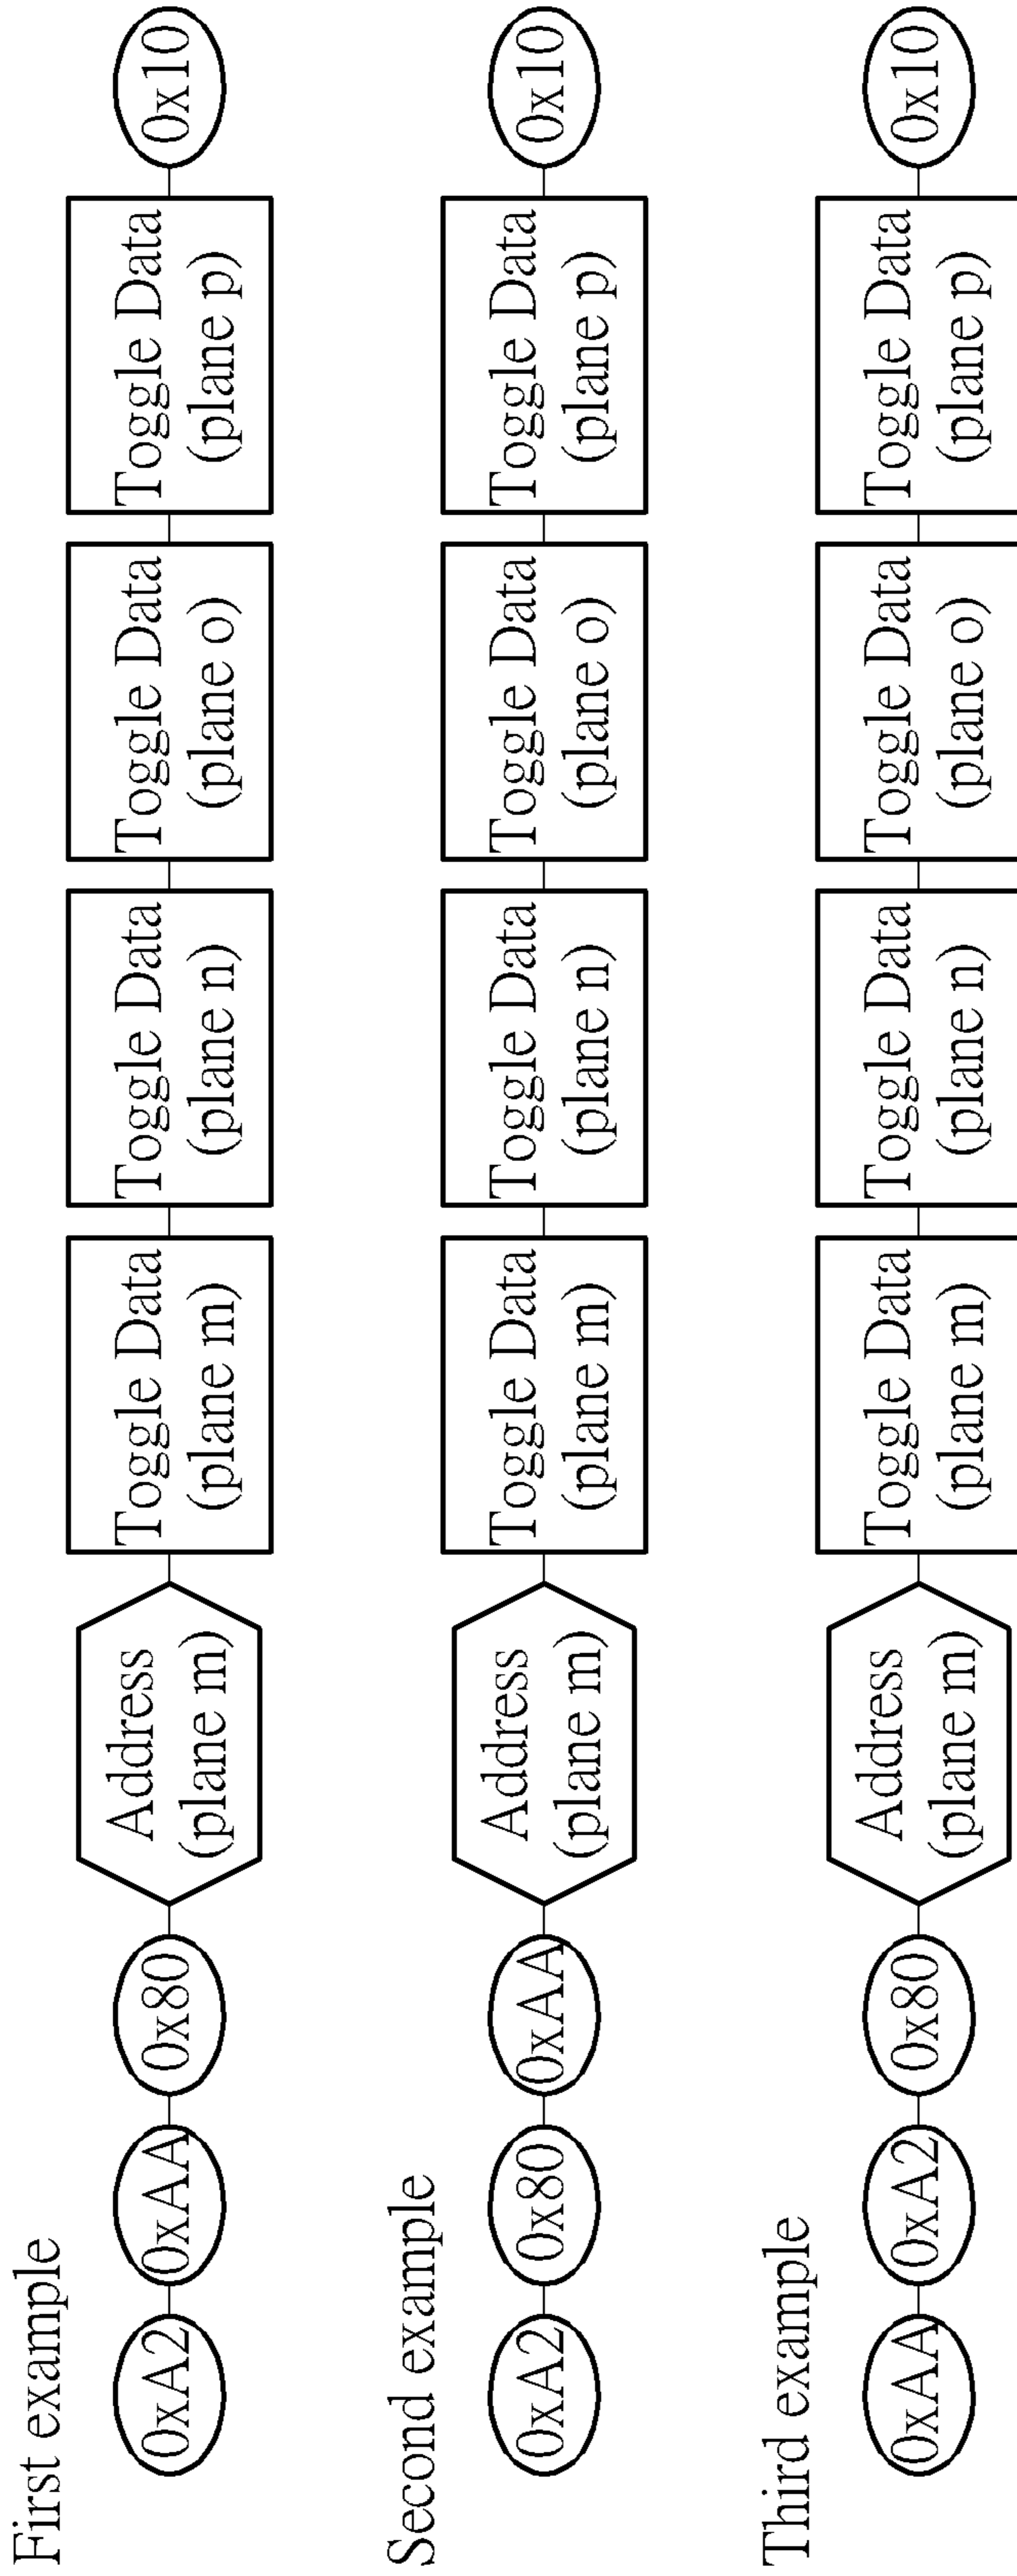 First example
0xA2
0xAA
0x80
Address
(plane m)
Toggle Data
(plane m)
Toggle Data
(plane n)
Toggle Data
(plane o)
Toggle Data
(plane p)
0x10
Second example
0xA2
0x80
0xAA
Address
(plane m)
Toggle Data
(plane m)
Toggle Data
(plane n)
Toggle Data
(plane o)
Toggle Data
(plane p)
0x10
Third example
0xAA
0xA2
0x80
Address
(plane m)
Toggle Data
(plane m)
Toggle Data
(plane n)
Toggle Data
(plane o)
Toggle Data
(plane p)
0x10